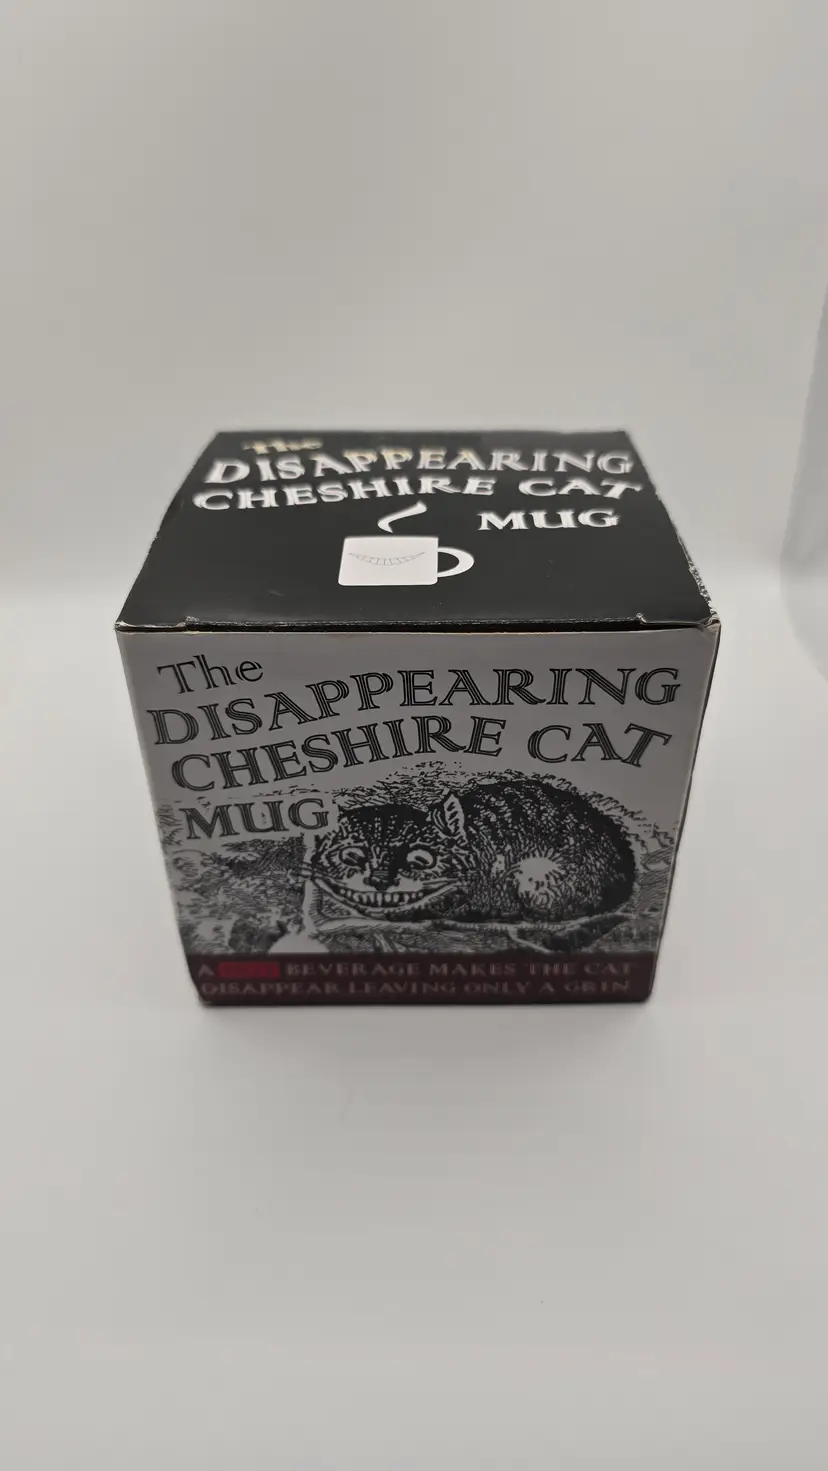 The
DISAPPEARING
CHESHIRE CAT
MUG
The
DISAPPEARING
CHESHIRE CAT
MUG
A BEVERAGE MAKES THE CAT
DISAPPEAR LEAVING ONLY A GRIN